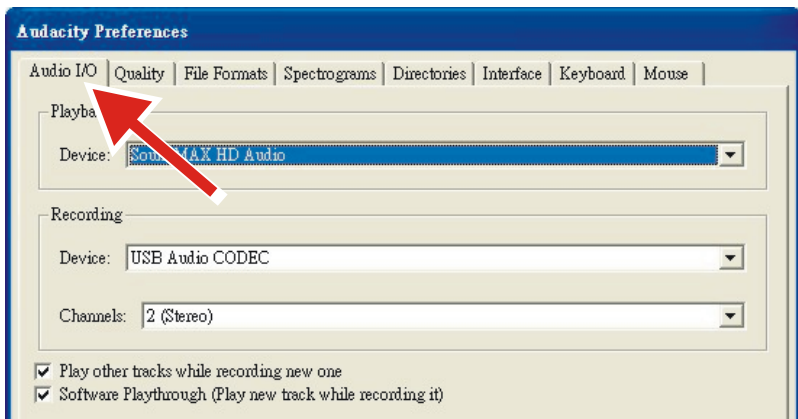 Audacity Preferences
Audio I/O Quality File Formats Spectrograms Directories Interface Keyboard Mouse
Device: MAX HD Audio
Recording
Device: USB Audio CODEC
Channels: 2 (Stereo)
Play other tracks while recording new one
Software Playthrough (Play new track while recording it)